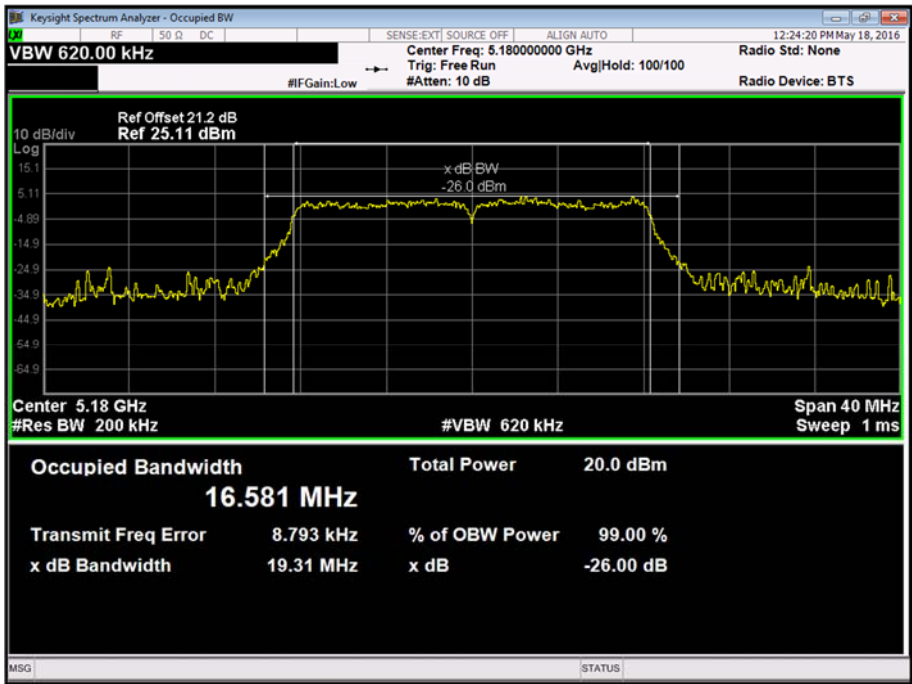 Keysight Spectrum Analyzer - Occupied BW
LXI RF 50 Ω DC SENSE:EXT SOURCE OFF ALIGN AUTO 12:24:20 PM May 18, 2016
VBW 620.00 kHz Center Freq: 5.180000000 GHz Radio Std: None
Trig: Free Run Avg|Hold: 100/100
#IFGain:Low #Atten: 10 dB Radio Device: BTS
Ref Offset 21.2 dB
10 dB/div Ref 25.11 dBm
Log
15.1
x dB BW
5.11
-26.0 dBm
-4.89
-14.9
-24.9
-34.9
-44.9
-54.9
-64.9
Center 5.18 GHz Span 40 MHz
#Res BW 200 kHz #VBW 620 kHz Sweep 1 ms
Occupied Bandwidth Total Power 20.0 dBm
16.581 MHz
Transmit Freq Error 8.793 kHz % of OBW Power 99.00 %
x dB Bandwidth 19.31 MHz x dB -26.00 dB
MSG STATUS